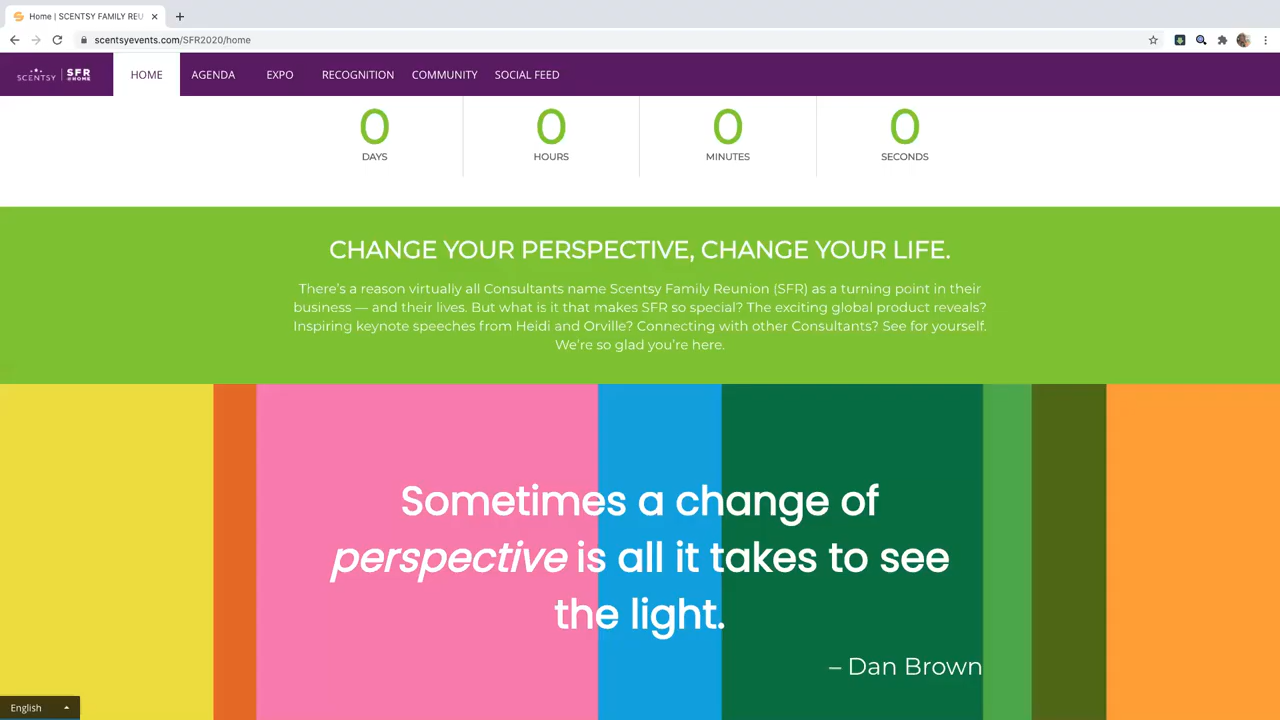 Home | SCENTSY FAMILY REU
scentsyevents.com/SFR2020/home
SCENTSY | SFR @HOME
HOME AGENDA EXPO RECOGNITION COMMUNITY SOCIAL FEED
0 0 0 0
DAYS HOURS MINUTES SECONDS
CHANGE YOUR PERSPECTIVE, CHANGE YOUR LIFE.
There's a reason virtually all Consultants name Scentsy Family Reunion (SFR) as a turning point in their
business — and their lives. But what is it that makes SFR so special? The exciting global product reveals?
Inspiring keynote speeches from Heidi and Orville? Connecting with other Consultants? See for yourself.
We're so glad you're here.
Sometimes a change of
perspective is all it takes to see
the light.
– Dan Brown
English